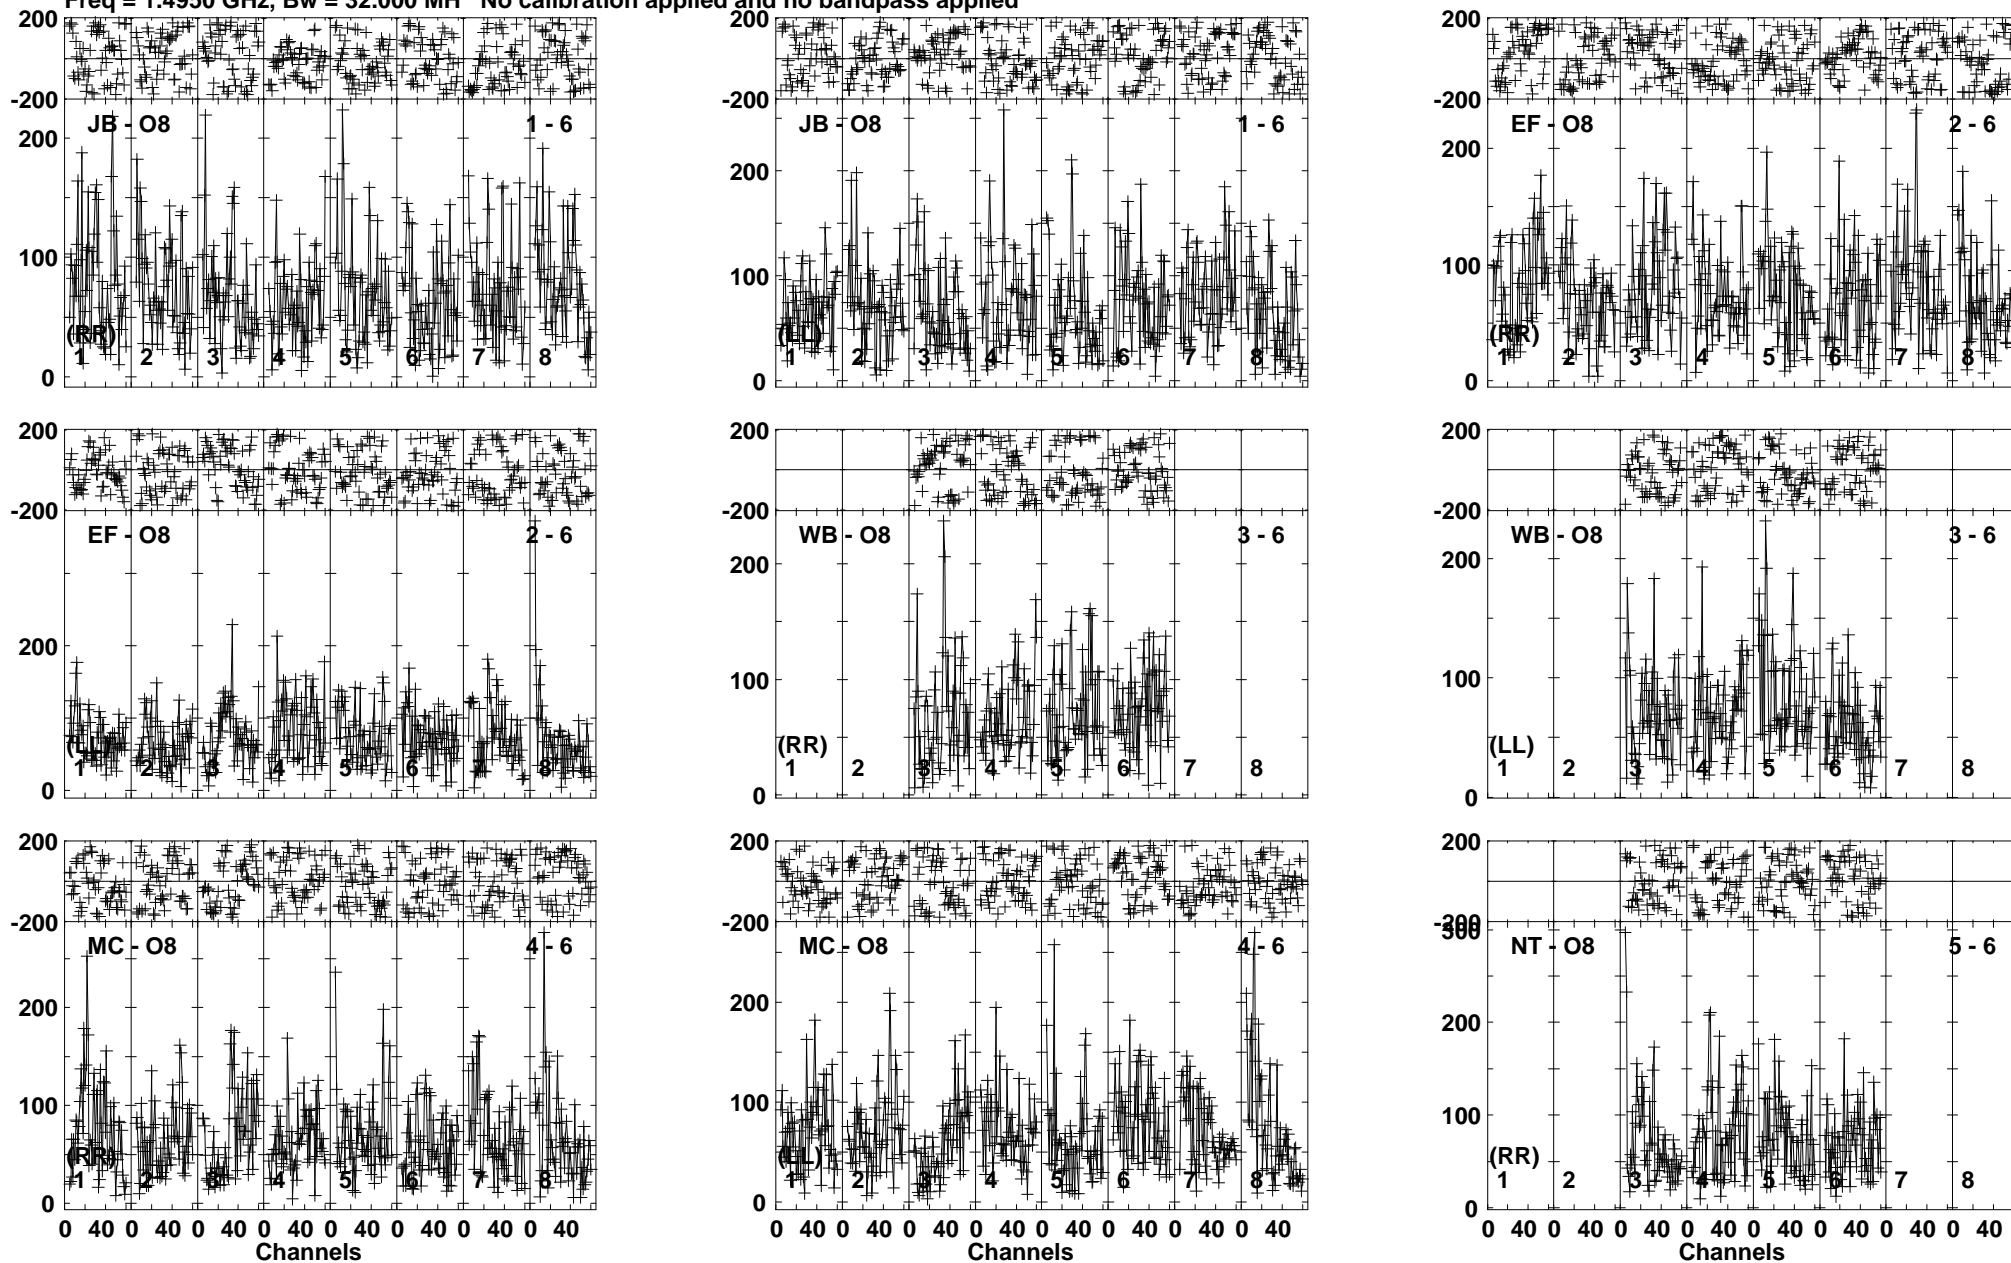 Freq = 1.4950 GHz, Bw = 32.000 MH No calibration applied and no bandpass applied
200 200 200
-200 -200 -200
JB - O8 1 - 6 JB - O8 1 - 6 EF - O8 2 - 6
200 200 200
100 100 100
(RR) (LL) (RR)
1 2 3 4 5 6 7 8 1 2 3 4 5 6 7 8 1 2 3 4 5 6 7 8
0 0 0
200 200 200
-200 -200 -200
EF - O8 2 - 6 WB - O8 3 - 6 WB - O8 3 - 6
200 200 200
100 100
(LL) (RR) (LL)
1 2 3 4 5 6 7 8 1 2 3 4 5 6 7 8 1 2 3 4 5 6 7 8
0 0 0
200 200 200
-200 -200 -200
300
MC - O8 4 - 6 MC - O8 4 - 6 NT - O8 5 - 6
200 200 200
100 100 100
(RR) (LL) (RR)
1 2 3 4 5 6 7 8 1 2 3 4 5 6 7 8 1 2 3 4 5 6 7 8
0 0 0
0 40 0 40 0 40 0 40 0 40 0 40 0 40 0 40 0 40 0 40 0 40 0 40 0 40 0 40 0 40 0 40 0 40 0 40 0 40 0 40 0 40 0 40 0 40 0 40
Channels Channels Channels